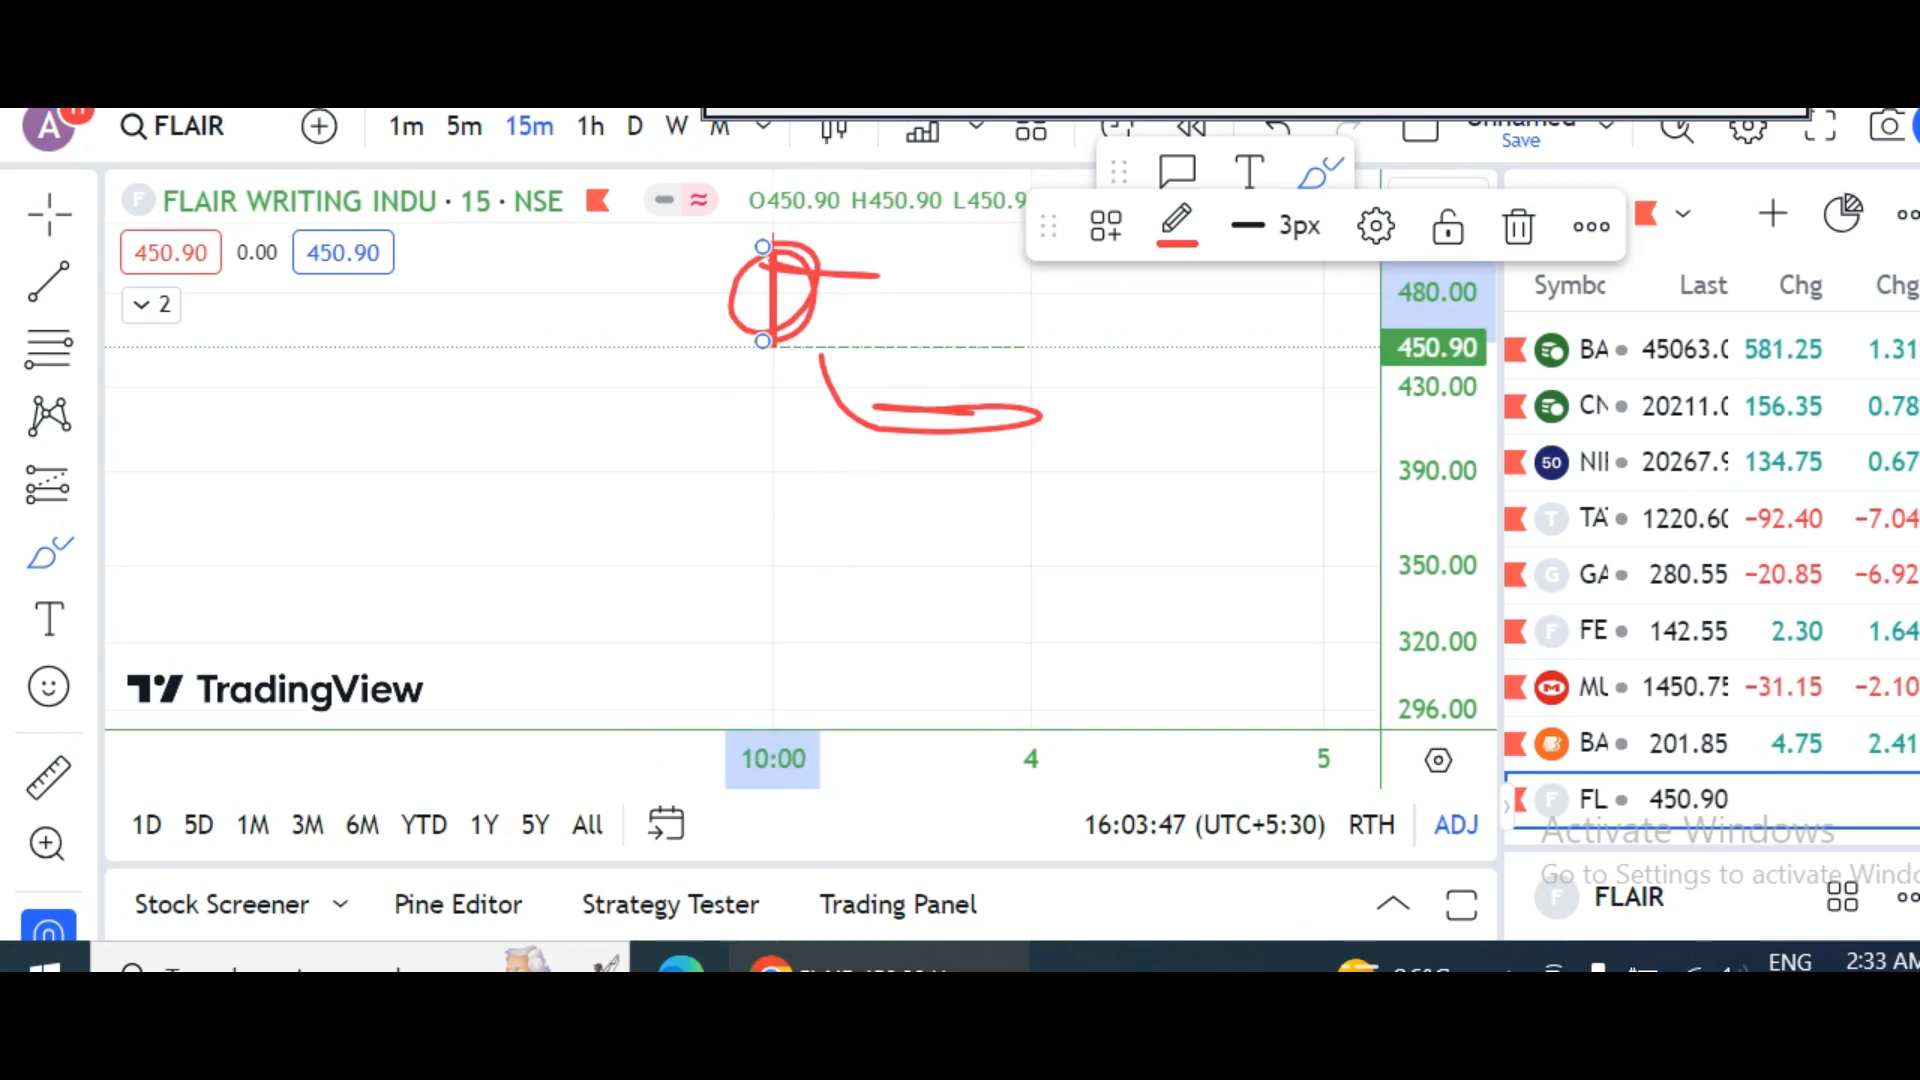 A 11 FLAIR 1m 5m 15m 1h D W M
Save
FLAIR WRITING INDU · 15 · NSE O450.90 H450.90 L450.9
3px
450.90 0.00 450.90
2
480.00
450.90
430.00
390.00
350.00
320.00
296.00
TradingView
10:00 4 5
1D 5D 1M 3M 6M YTD 1Y 5Y All 16:03:47 (UTC+5:30) RTH ADJ
Stock Screener Pine Editor Strategy Tester Trading Panel
Last Chg Chg
BA 45063.0 581.25 1.31
CN 20211.0 156.35 0.78
50 20267.9 134.75 0.67
T TA 1220.60 −92.40 −7.04
G GA 280.55 −20.85 −6.92
F FE 142.55 2.30 1.64
1450.75 −31.15 −2.10
BA 201.85 4.75 2.41
F FL 450.90
Activate Windows
Go to Settings to activate Windo
F FLAIR
ENG 2:33 AM